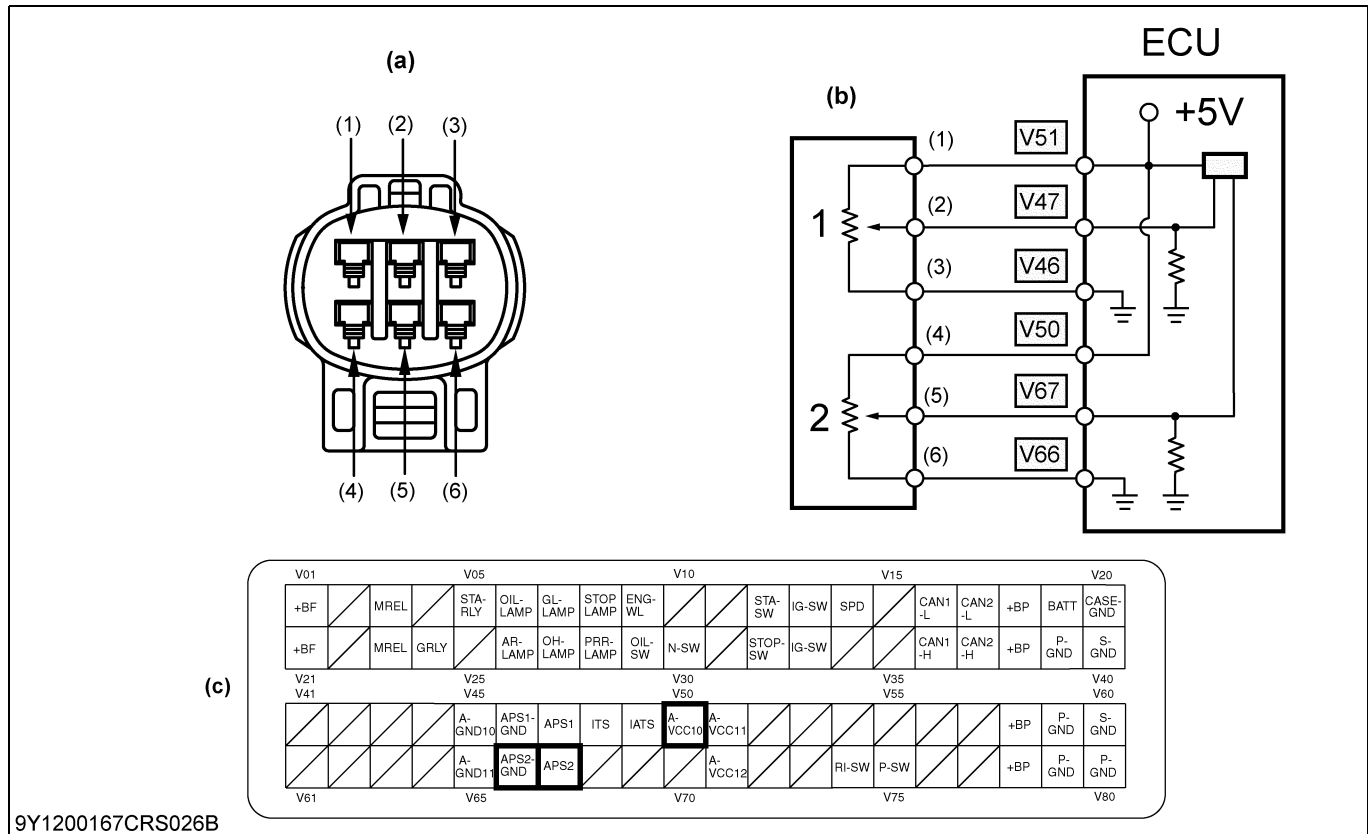 ECU
(a)
(b)
(1)
(2)
(3)
(4)
(5)
(6)
+5V
(1)
V51
(2)
V47
1
(3)
V46
(4)
V50
(5)
V67
2
(6)
V66
(c)
V01 V05 V10 V15 V20
+BF MREL STA-RLY OIL-LAMP GL-LAMP STOP LAMP ENG-WL STA-SW IG-SW SPD CAN1-L CAN2-L +BP BATT CASE-GND
+BF MREL GRLY AR-LAMP OH-LAMP PRR-LAMP OIL-SW N-SW STOP-SW IG-SW CAN1-H CAN2-H +BP P-GND S-GND
V21 V25 V30 V35 V40
V41 V45 V50 V55 V60
A-GND10 APS1-GND APS1 ITS IATS A-VCC10 A-VCC11 +BP P-GND S-GND
A-GND11 APS2-GND APS2 A-VCC12 RI-SW P-SW +BP P-GND P-GND
V61 V65 V70 V75 V80
9Y1200167CRS026B